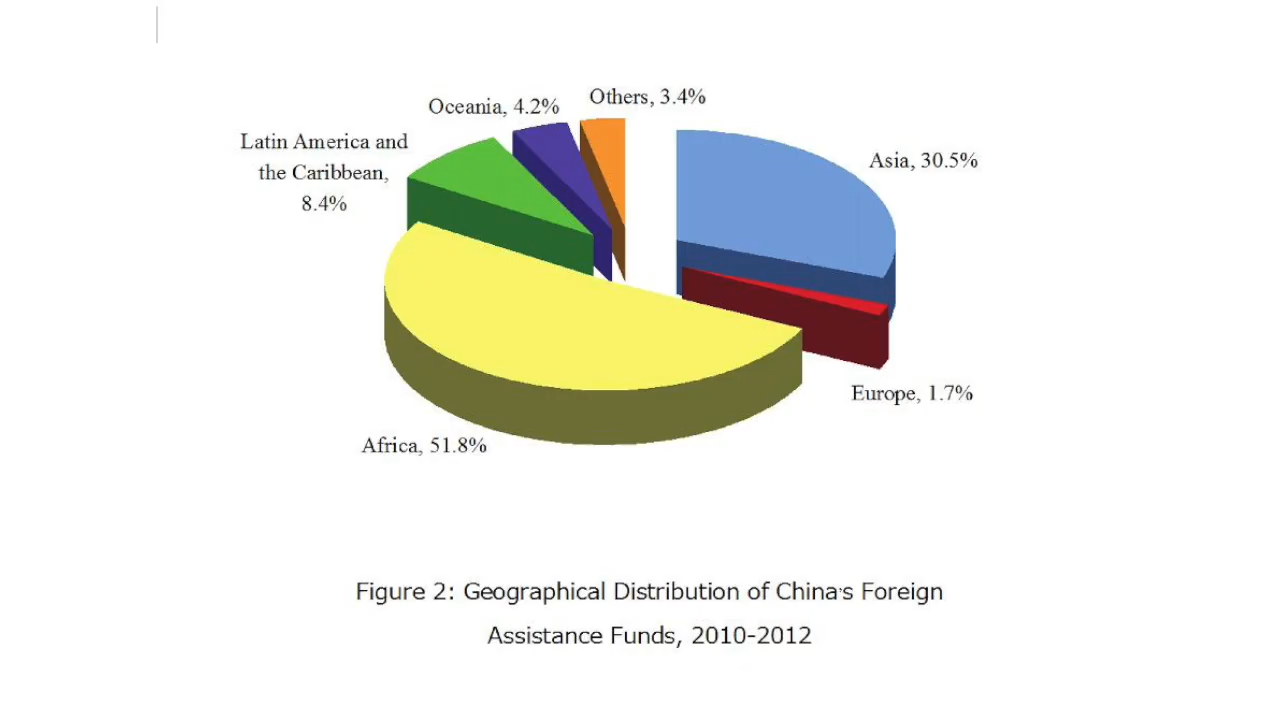 Others, 3.4%
Oceania, 4.2%
Latin America and
the Caribbean,
8.4%
Asia, 30.5%
Europe, 1.7%
Africa, 51.8%
Figure 2: Geographical Distribution of China's Foreign
Assistance Funds, 2010-2012